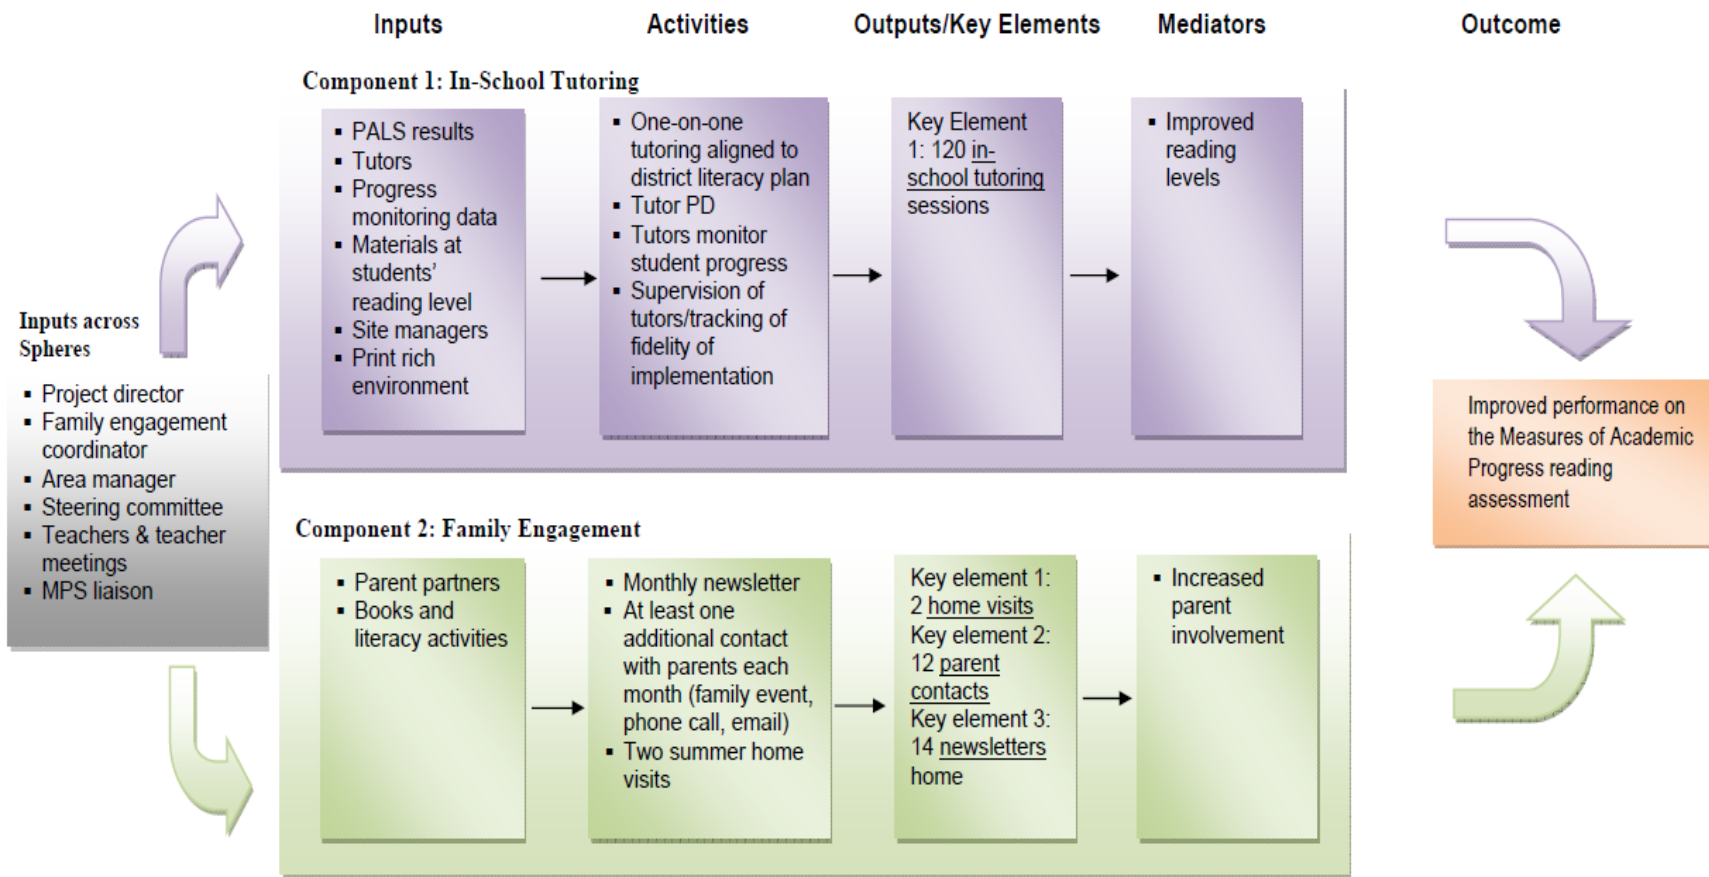 Inputs
Activities
Outputs/Key Elements
Mediators
Outcome
Component 1: In-School Tutoring
▪ PALS results
▪ Tutors
▪ Progress
monitoring data
▪ Materials at
students’
reading level
▪ Site managers
▪ Print rich
environment
▪ One-on-one
tutoring aligned to
district literacy plan
▪ Tutor PD
▪ Tutors monitor
student progress
▪ Supervision of
tutors/tracking of
fidelity of
implementation
Key Element
1: 120 in-
school tutoring
sessions
▪ Improved
reading
levels
Inputs across
Spheres
▪ Project director
▪ Family engagement
coordinator
▪ Area manager
▪ Steering committee
▪ Teachers & teacher
meetings
▪ MPS liaison
Improved performance on
the Measures of Academic
Progress reading
assessment
Component 2: Family Engagement
▪ Parent partners
▪ Books and
literacy activities
▪ Monthly newsletter
▪ At least one
additional contact
with parents each
month (family event,
phone call, email)
▪ Two summer home
visits
Key element 1:
2 home visits
Key element 2:
12 parent
contacts
Key element 3:
14 newsletters
home
▪ Increased
parent
involvement